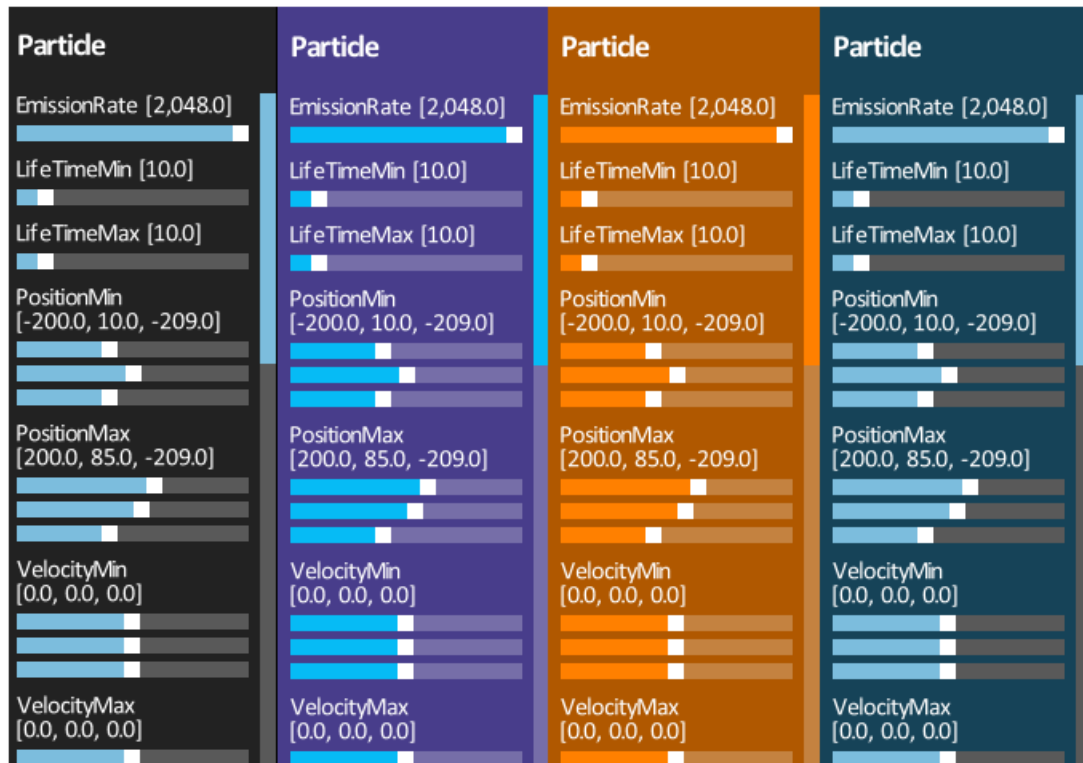 Particle
EmissionRate [2,048.0]
LifeTimeMin [10.0]
LifeTimeMax [10.0]
PositionMin
[-200.0, 10.0, -209.0]
PositionMax
[200.0, 85.0, -209.0]
VelocityMin
[0.0, 0.0, 0.0]
VelocityMax
[0.0, 0.0, 0.0]
Particle
EmissionRate [2,048.0]
LifeTimeMin [10.0]
LifeTimeMax [10.0]
PositionMin
[-200.0, 10.0, -209.0]
PositionMax
[200.0, 85.0, -209.0]
VelocityMin
[0.0, 0.0, 0.0]
VelocityMax
[0.0, 0.0, 0.0]
Particle
EmissionRate [2,048.0]
LifeTimeMin [10.0]
LifeTimeMax [10.0]
PositionMin
[-200.0, 10.0, -209.0]
PositionMax
[200.0, 85.0, -209.0]
VelocityMin
[0.0, 0.0, 0.0]
VelocityMax
[0.0, 0.0, 0.0]
Particle
EmissionRate [2,048.0]
LifeTimeMin [10.0]
LifeTimeMax [10.0]
PositionMin
[-200.0, 10.0, -209.0]
PositionMax
[200.0, 85.0, -209.0]
VelocityMin
[0.0, 0.0, 0.0]
VelocityMax
[0.0, 0.0, 0.0]